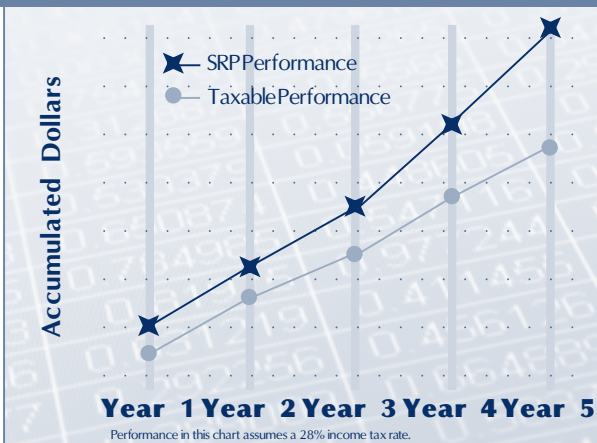 SRP Performance
Taxable Performance
Accumulated Dollars
Year 1 Year 2 Year 3 Year 4 Year 5
Performance in this chart assumes a 28% income tax rate.